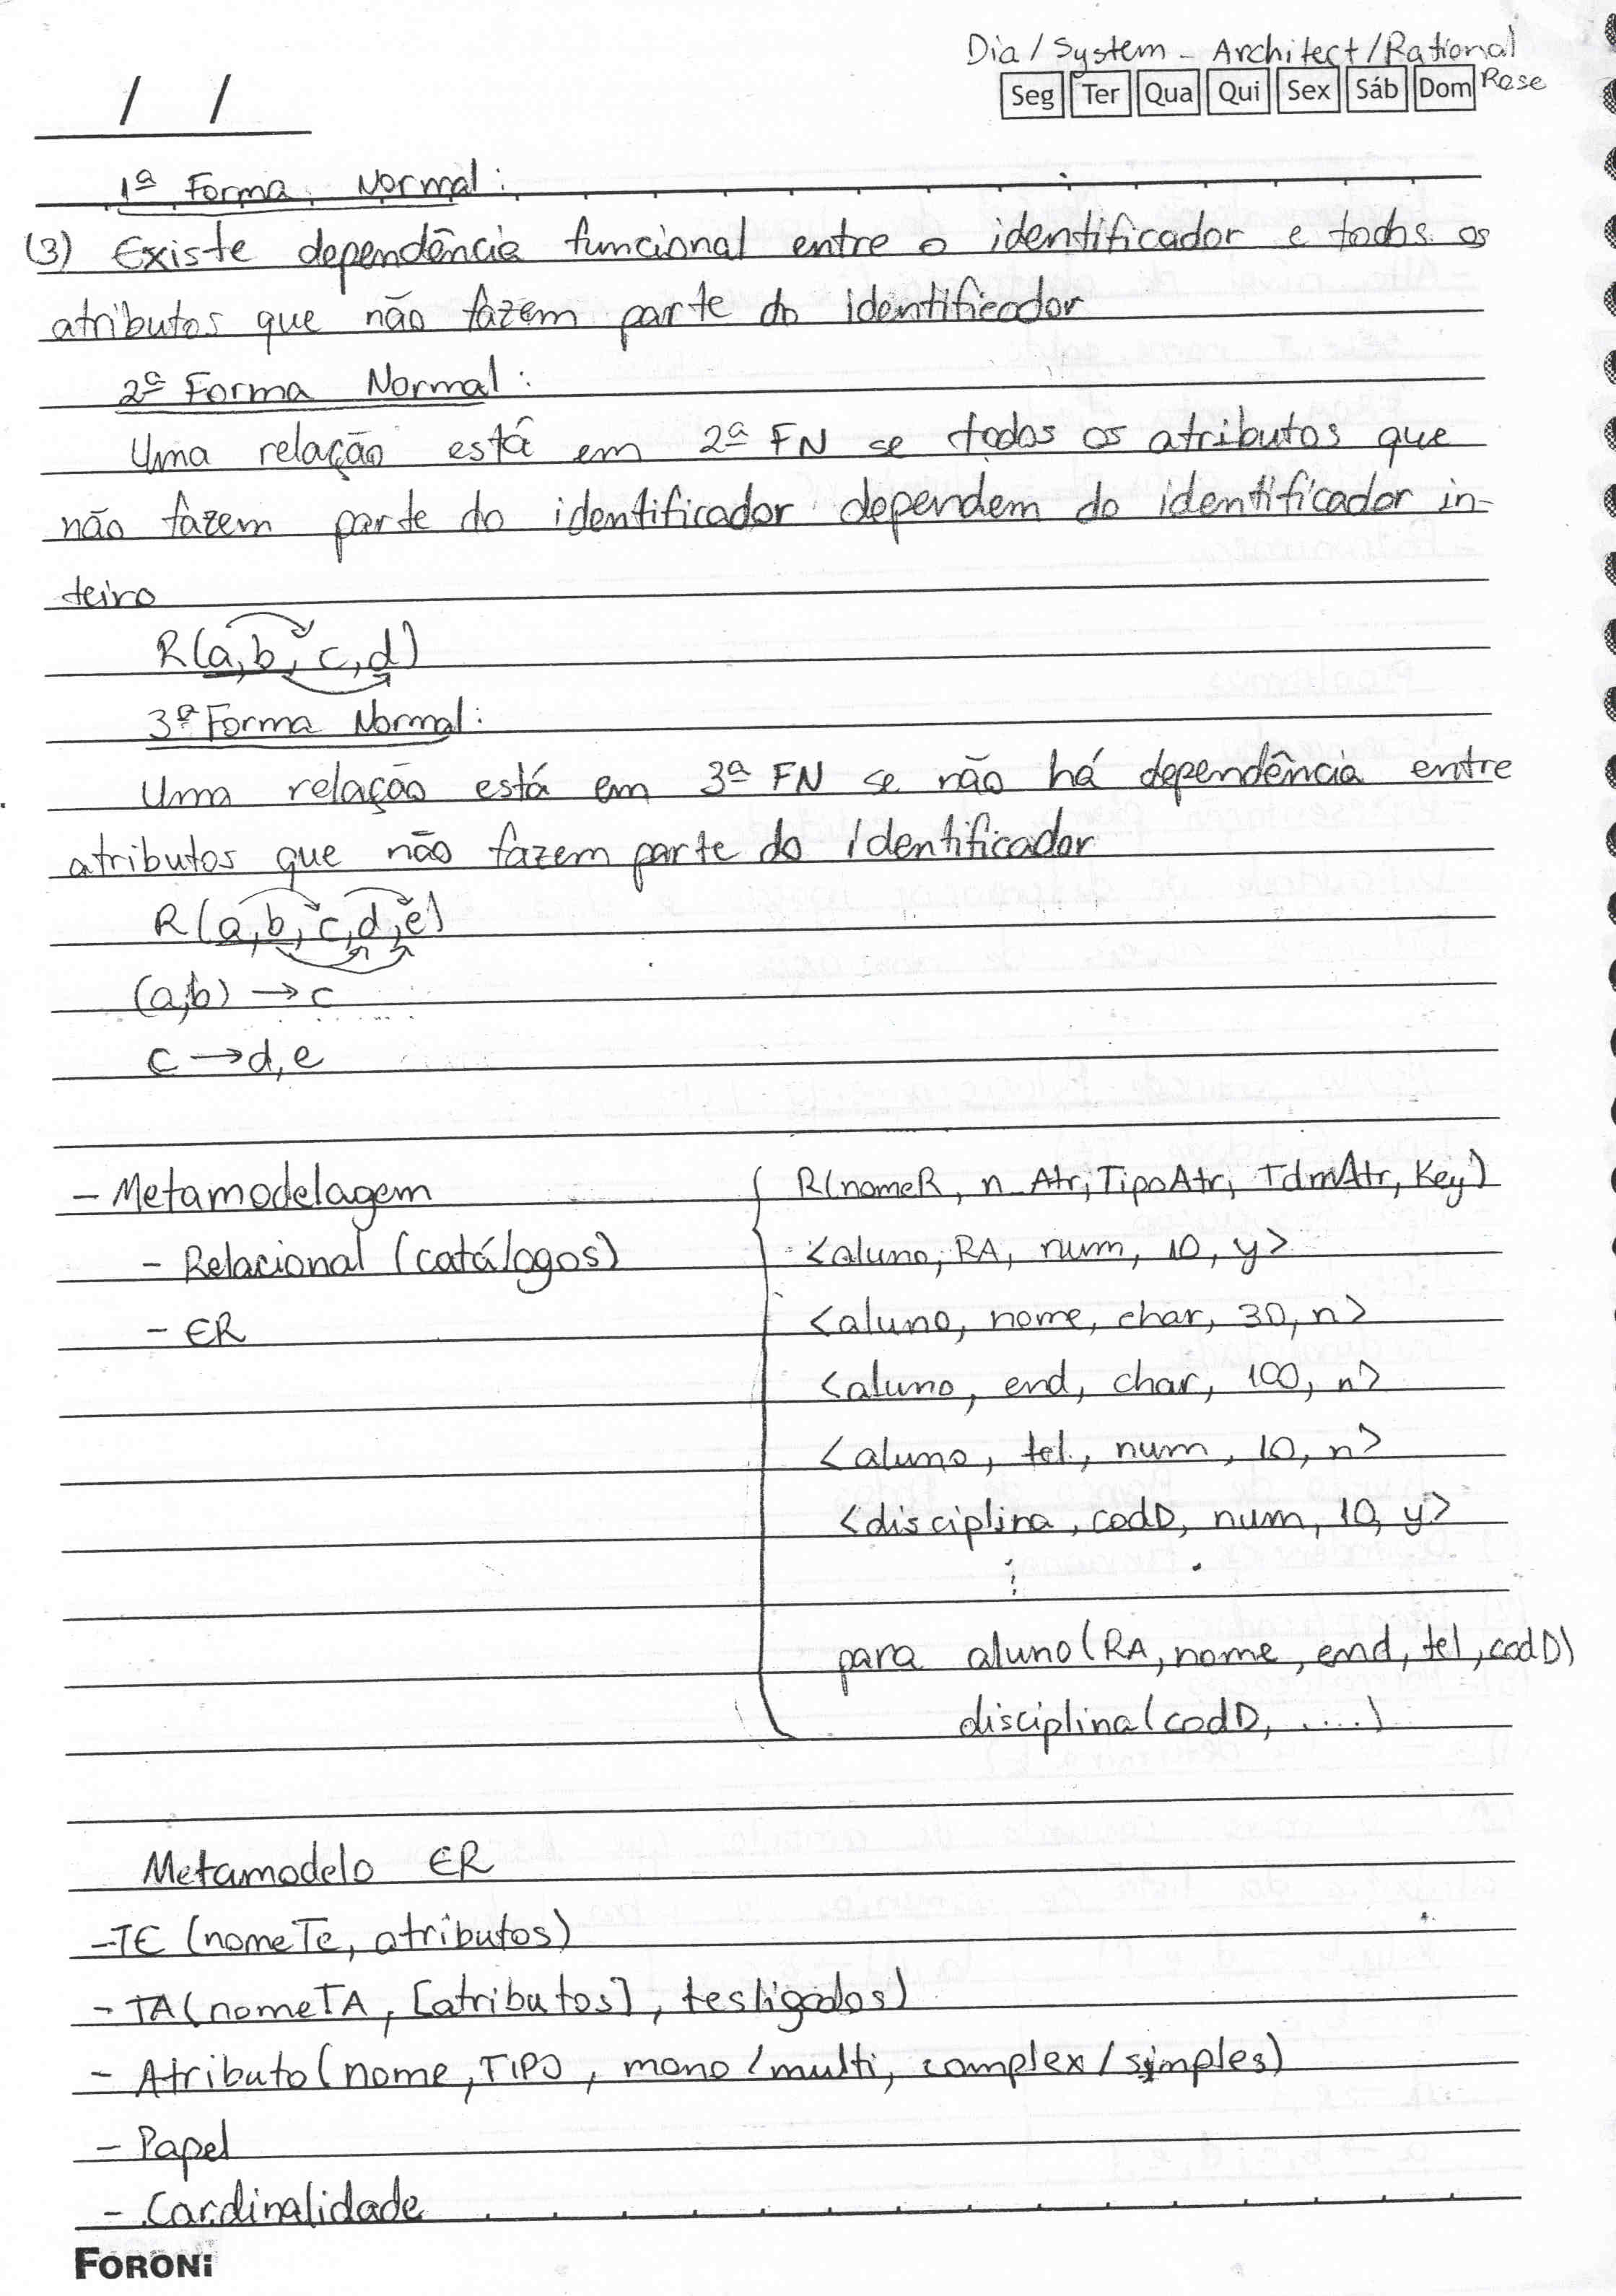 Dia/System - Architect/Rational
Rose
/ /
Seg Ter Qua Qui Sex Sáb Dom
1ª Forma Normal:
(3) Existe dependência funcional entre o identificador e todos os
atributos que não fazem parte do identificador
2ª Forma Normal:
Uma relação está em 2ª FN se todos os atributos que
não fazem parte do identificador dependem do identificador in-
teiro
R(a,b, c,d)
3ª Forma Normal:
Uma relação está em 3ª FN se não há dependência entre
atributos que não fazem parte do identificador
R(a,b,c,d,e)
(a,b) → c
c → d,e
- Metamodelagem
- Relacional (catálogos)
- ER
R(nomeR, n_Atr, TipoAtr, TamAtr, Key)
<aluno, RA, num, 10, y>
<aluno, nome, char, 30, n>
<aluno, end, char, 100, n>
<aluno, tel, num, 10, n>
<disciplina, codD, num, 10, y>
⋮
para aluno(RA, nome, end, tel, codD)
disciplina(codD, ....)
Metamodelo ER
- TE (nomeTe, atributos)
- TA(nomeTA, [atributos], tesligados)
- Atributo(nome, TIPO, mono/multi, complex/simples)
- Papel
- Cardinalidade
FORONi